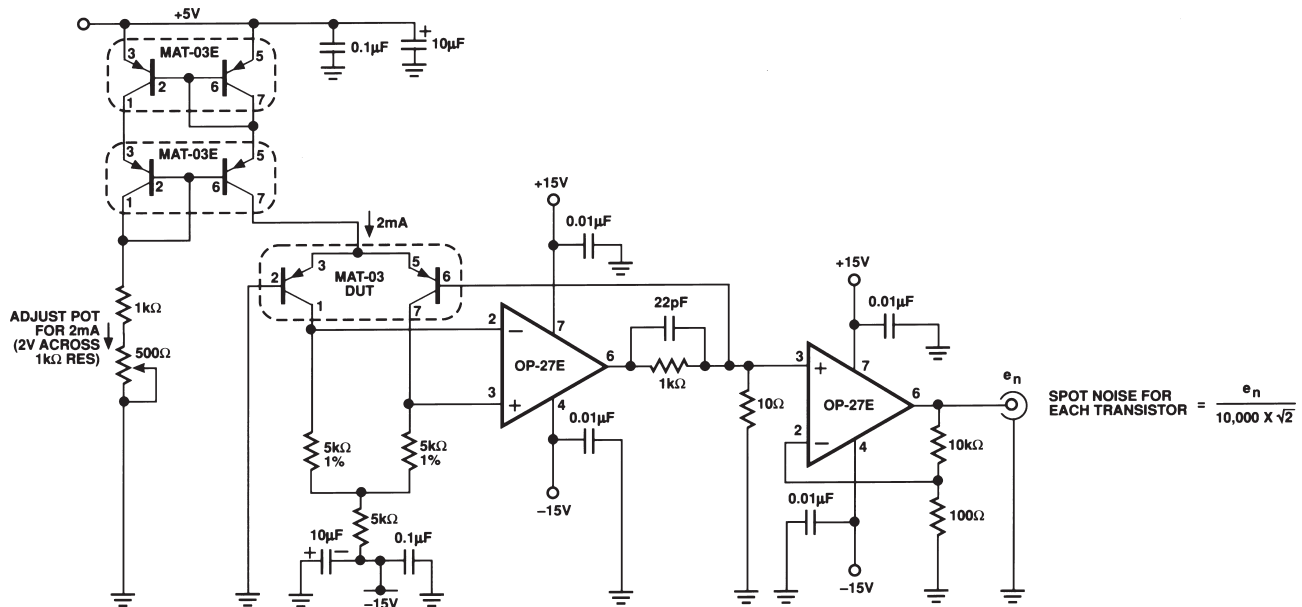 +5V
3
MAT-03E
5
0.1µF
+
10µF
2
6
1
7
3
MAT-03E
5
2
6
1
7
2mA
+15V
0.01µF
2
3
MAT-03
DUT
5
6
1
7
1kΩ
ADJUST POT
FOR 2mA
(2V ACROSS
1kΩ RES)
500Ω
2
–
7
OP-27E
6
3
+
4
22pF
1kΩ
10Ω
0.01µF
–15V
5kΩ
1%
5kΩ
1%
5kΩ
10µF
+
–
0.1µF
–15V
+15V
0.01µF
3
+
7
OP-27E
6
2
–
4
0.01µF
–15V
10kΩ
100Ω
en
SPOT NOISE FOR
EACH TRANSISTOR = en
10,000 X √2